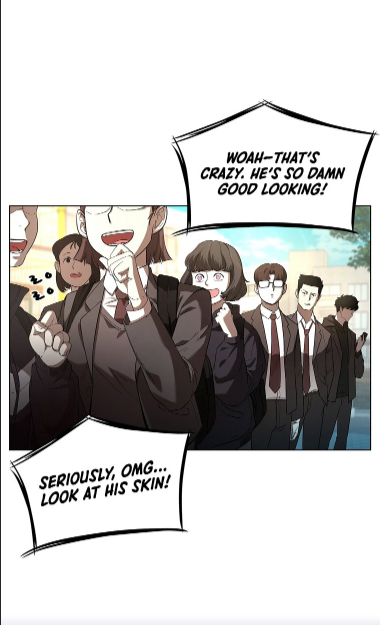 WOAH-THAT'S
CRAZY. HE'S SO DAMN
GOOD LOOKING!
SERIOUSLY, OMG...
LOOK AT HIS SKIN!